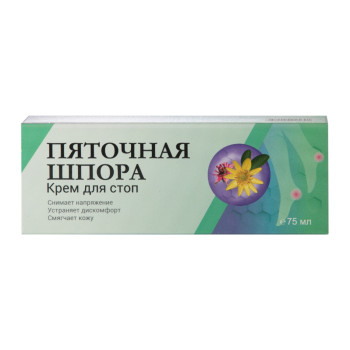 ПЯТОЧНАЯ
ШПОРА
Крем для стоп
Снимает напряжение
Устраняет дискомфорт
Смягчает кожу
℮75 мл